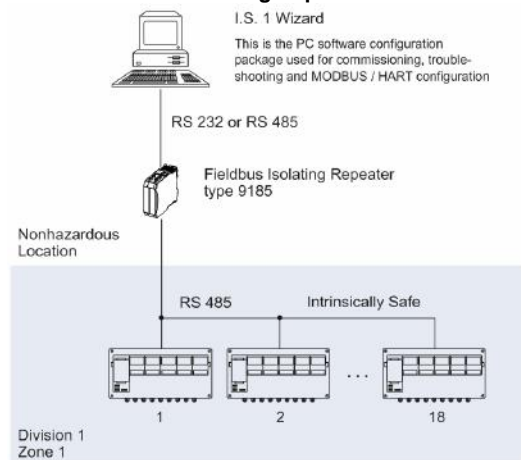 I.S. 1 Wizard
This is the PC software configuration
package used for commissioning, trouble-
shooting and MODBUS / HART configuration
RS 232 or RS 485
Fieldbus Isolating Repeater
type 9185
Nonhazardous
Location
RS 485
Intrinsically Safe
. . .
1
2
18
Division 1
Zone 1